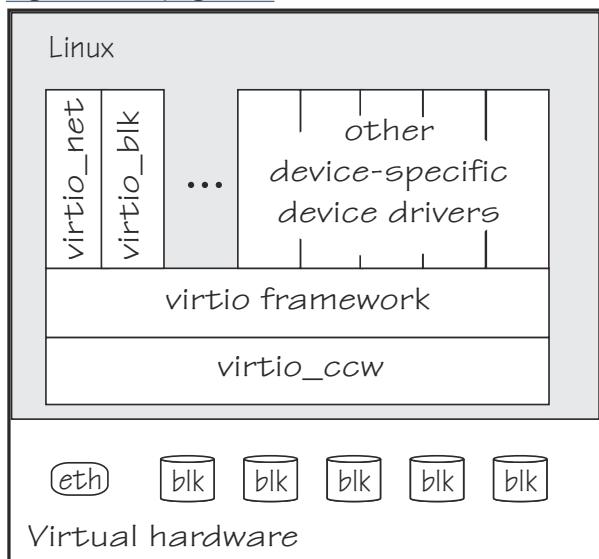 Linux
virtio_net
virtio_blk
...
other
device-specific
device drivers
virtio framework
virtio_ccw
eth
blk
blk
blk
blk
blk
Virtual hardware